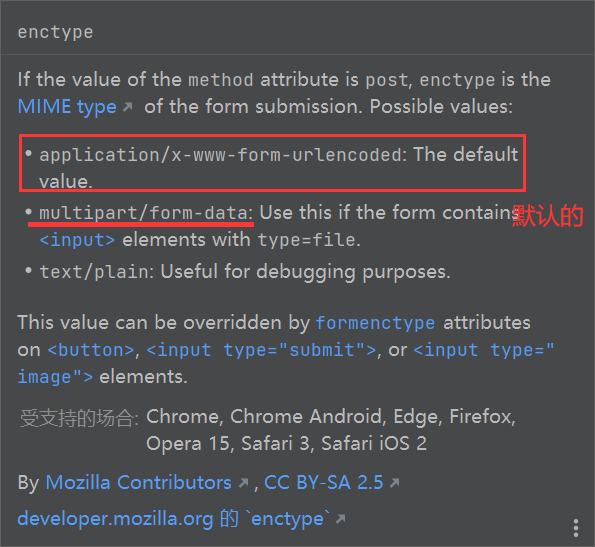 enctype
If the value of the method attribute is post, enctype is the
MIME type of the form submission. Possible values:
• application/x-www-form-urlencoded: The default
value.
• multipart/form-data: Use this if the form contains
默认的
<input> elements with type=file.
• text/plain: Useful for debugging purposes.
This value can be overridden by formenctype attributes
on <button>, <input type="submit">, or <input type="
image"> elements.
受支持的场合: Chrome, Chrome Android, Edge, Firefox,
Opera 15, Safari 3, Safari iOS 2
By Mozilla Contributors, CC BY-SA 2.5
developer.mozilla.org 的 `enctype`